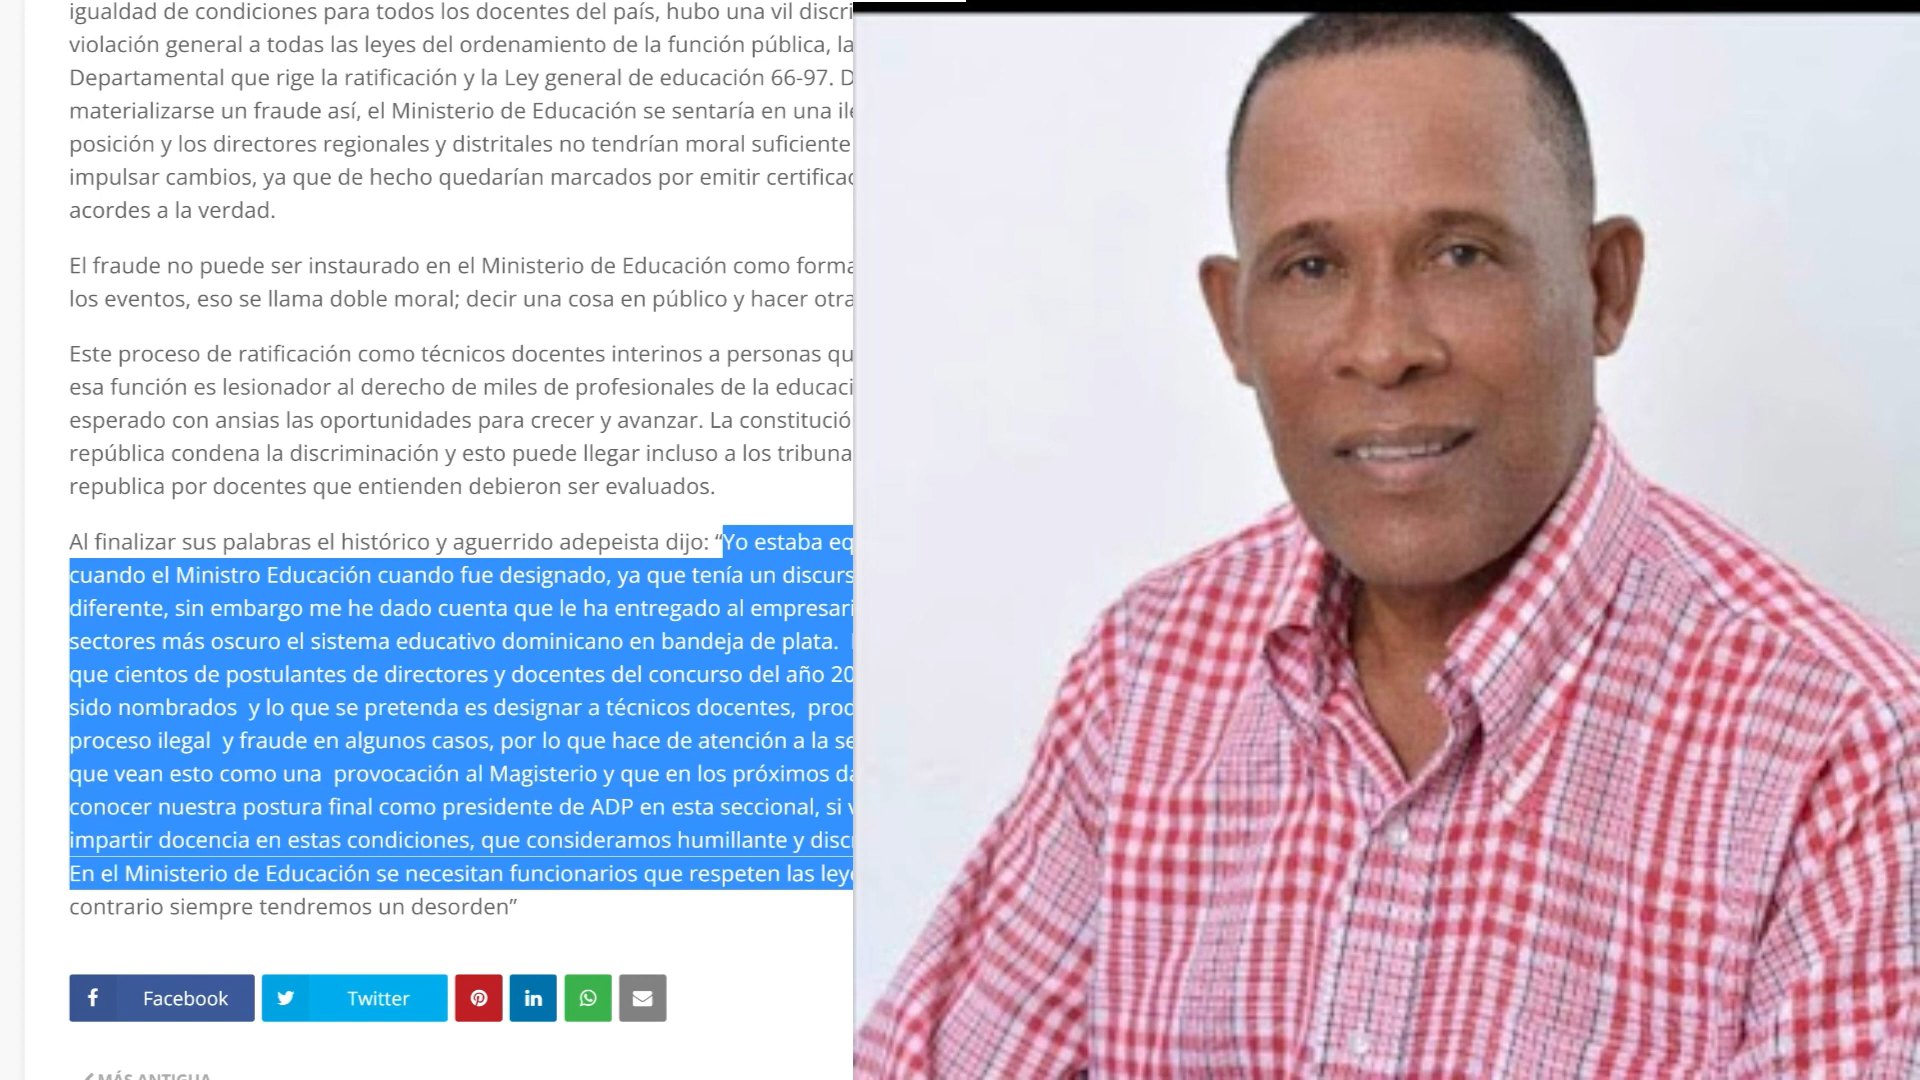 igualdad de condiciones para todos los docentes del país, hubo una vil discri
violación general a todas las leyes del ordenamiento de la función pública, la
Departamental que rige la ratificación y la Ley general de educación 66-97. D
materializarse un fraude así, el Ministerio de Educación se sentaría en una ile
posición y los directores regionales y distritales no tendrían moral suficiente
impulsar cambios, ya que de hecho quedarían marcados por emitir certificac
acordes a la verdad.
El fraude no puede ser instaurado en el Ministerio de Educación como forma
los eventos, eso se llama doble moral; decir una cosa en público y hacer otra
Este proceso de ratificación como técnicos docentes interinos a personas qu
esa función es lesionador al derecho de miles de profesionales de la educaci
esperado con ansias las oportunidades para crecer y avanzar. La constitució
república condena la discriminación y esto puede llegar incluso a los tribuna
republica por docentes que entienden debieron ser evaluados.
Al finalizar sus palabras el histórico y aguerrido adepeista dijo: “Yo estaba eq
cuando el Ministro Educación cuando fue designado, ya que tenía un discurs
diferente, sin embargo me he dado cuenta que le ha entregado al empresari
sectores más oscuro el sistema educativo dominicano en bandeja de plata.
que cientos de postulantes de directores y docentes del concurso del año 20
sido nombrados y lo que se pretenda es designar a técnicos docentes, prod
proceso ilegal y fraude en algunos casos, por lo que hace de atención a la se
que vean esto como una provocación al Magisterio y que en los próximos da
conocer nuestra postura final como presidente de ADP en esta seccional, si v
impartir docencia en estas condiciones, que consideramos humillante y discr
En el Ministerio de Educación se necesitan funcionarios que respeten las leye
contrario siempre tendremos un desorden”
Facebook Twitter
MÁS ANTIGUA